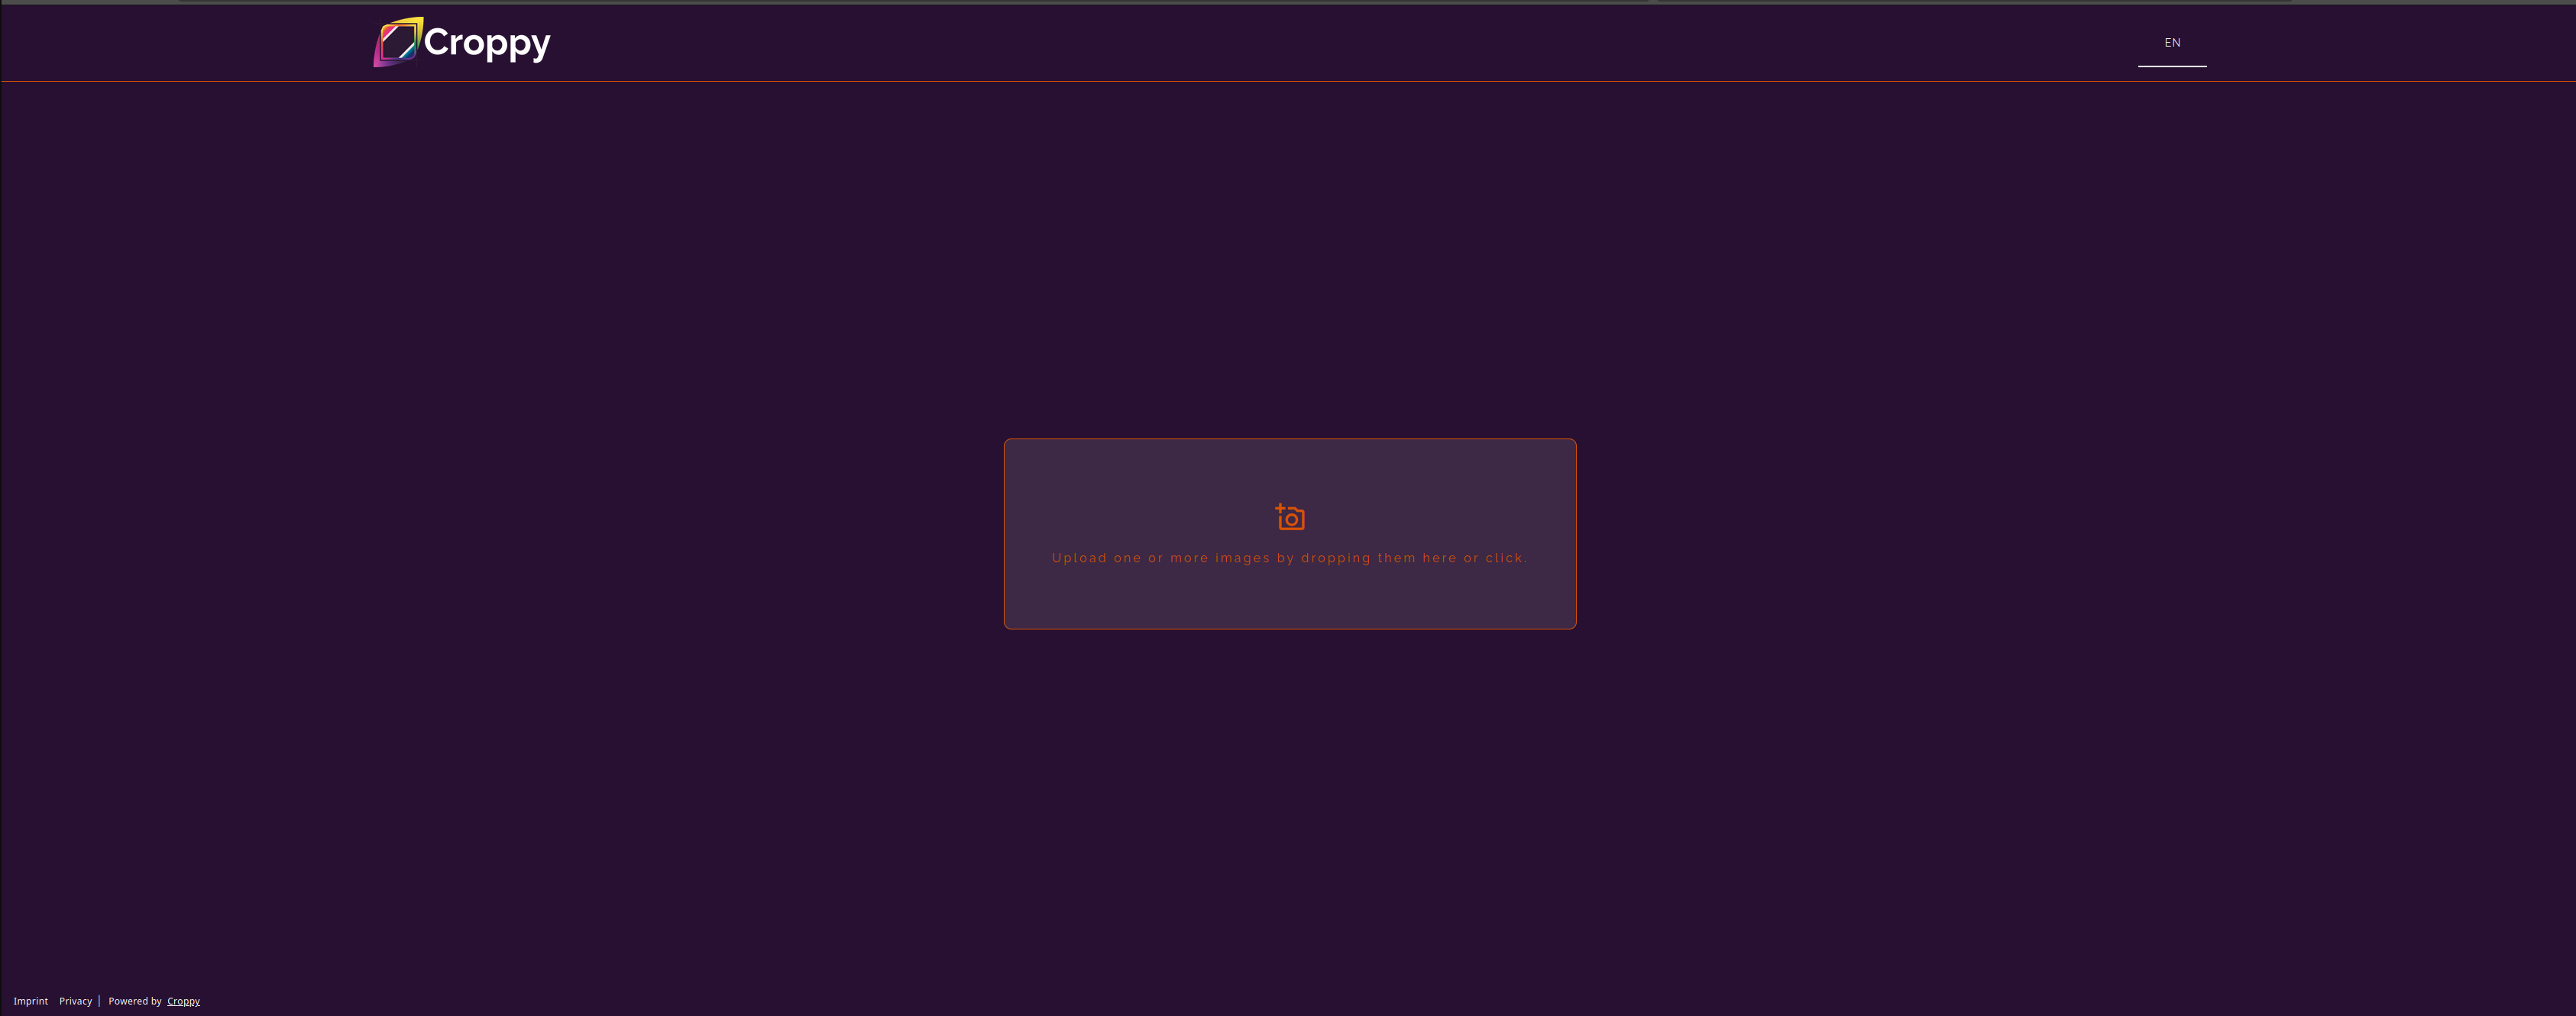 Croppy
EN
Upload one or more images by dropping them here or click.
Imprint Privacy | Powered by Croppy